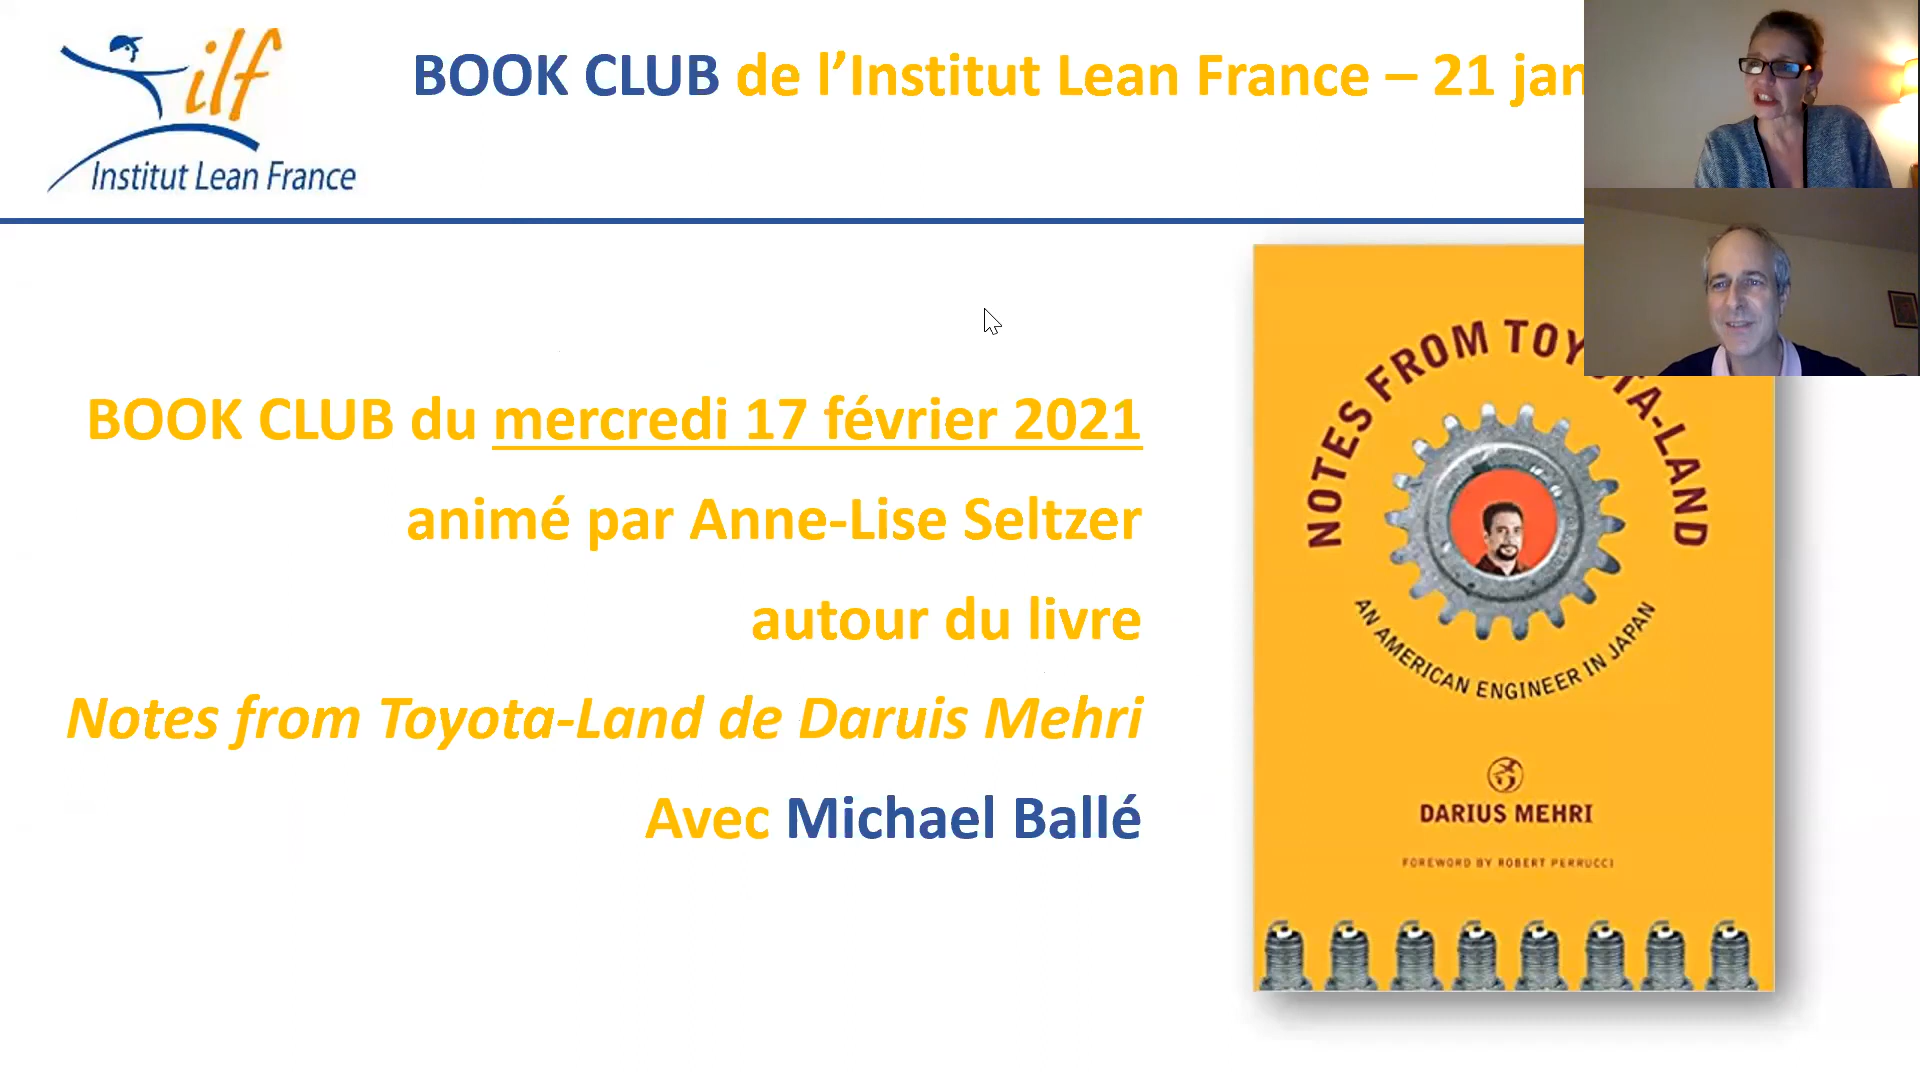 ilf
Institut Lean France
BOOK CLUB de l’Institut Lean France – 21 jan
BOOK CLUB du mercredi 17 février 2021
animé par Anne-Lise Seltzer
autour du livre
Notes from Toyota-Land de Daruis Mehri
Avec Michael Ballé
NOTES FROM TOYOTA-LAND
AN AMERICAN ENGINEER IN JAPAN
DARIUS MEHRI
FOREWORD BY ROBERT PERRUCCI